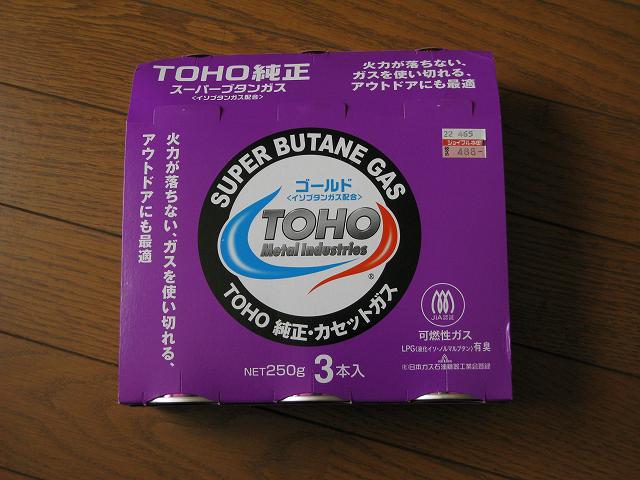 TOHO純正
スーパーブタンガス
<イソブタンガス配合>
火力が落ちない、
ガスを使い切れる、
アウトドアにも最適
22 465
488-
火力が落ちない、ガスを使い切れる、
アウトドアにも最適
SUPER BUTANE GAS
ゴールド
<イソブタンガス配合>
TOHO
Metal Industries
®
TOHO 純正・カセットガス
JIA認証
可燃性ガス
LPG(液化イソ・ノルマルブタン)有臭
NET250g 3本入